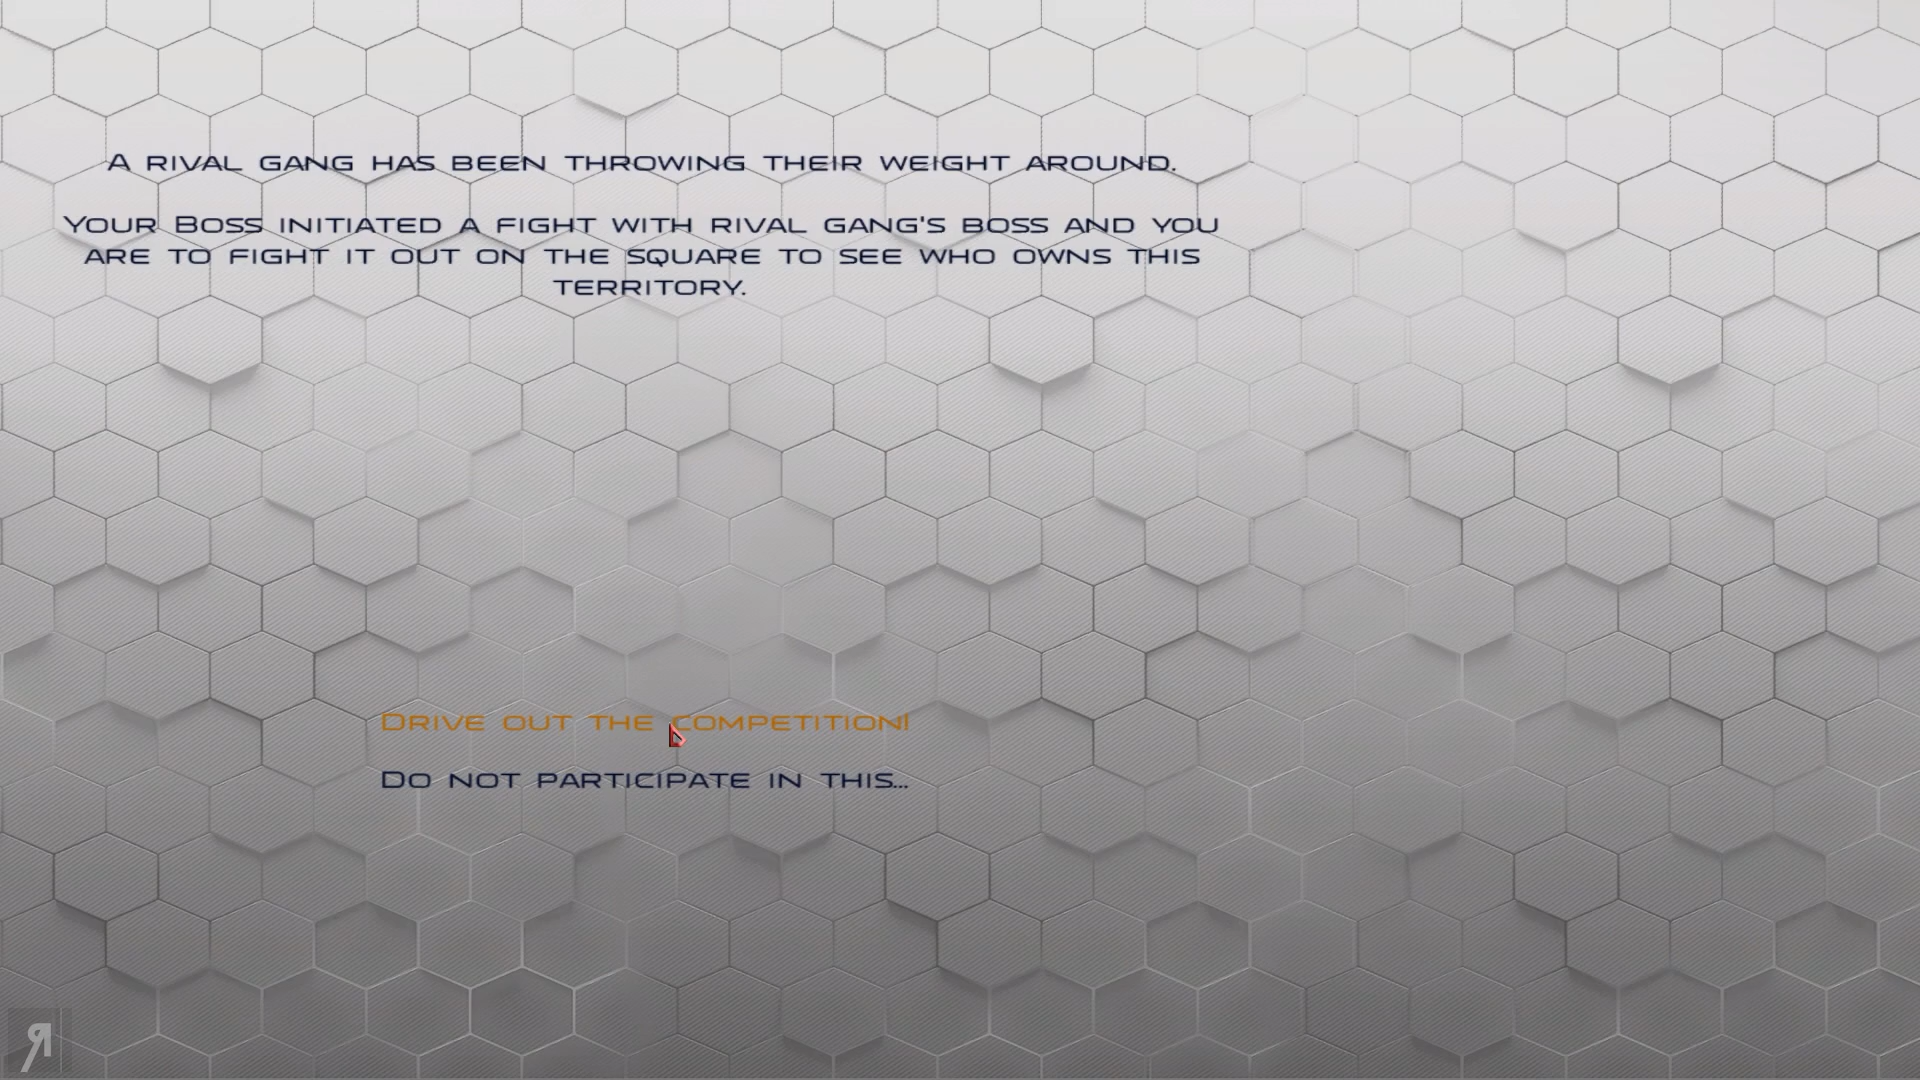 A rival gang has been throwing their weight around.
Your Boss initiated a fight with rival gang's boss and you
are to fight it out on the square to see who owns this
territory.
Drive out the competition!
Do not participate in this...